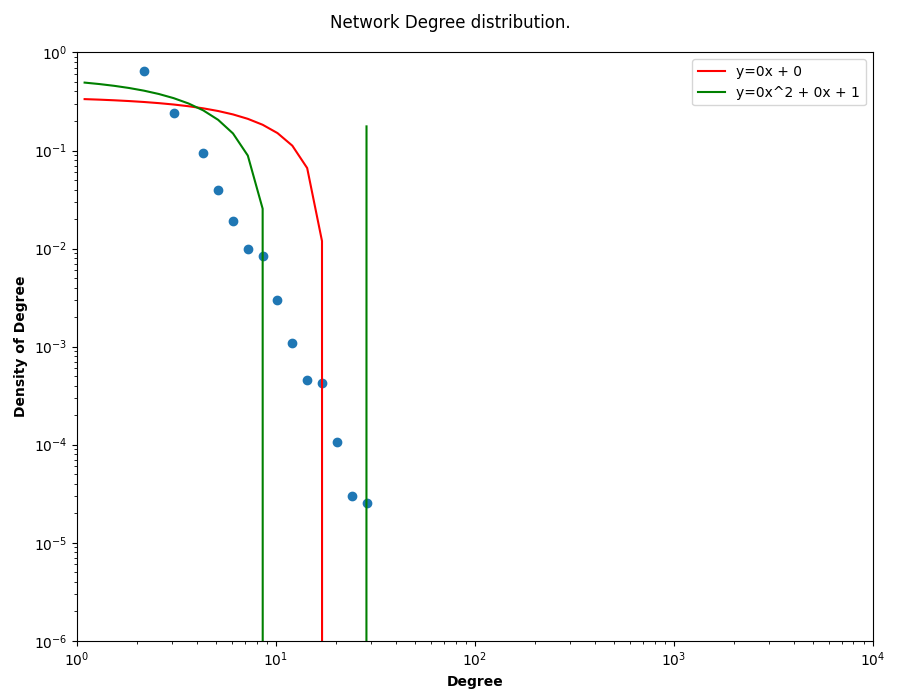 Network Degree distribution.
y=0x + 0
y=0x^2 + 0x + 1
Density of Degree
10^0
10^-1
10^-2
10^-3
10^-4
10^-5
10^-6
10^0 10^1 10^2 10^3 10^4
Degree